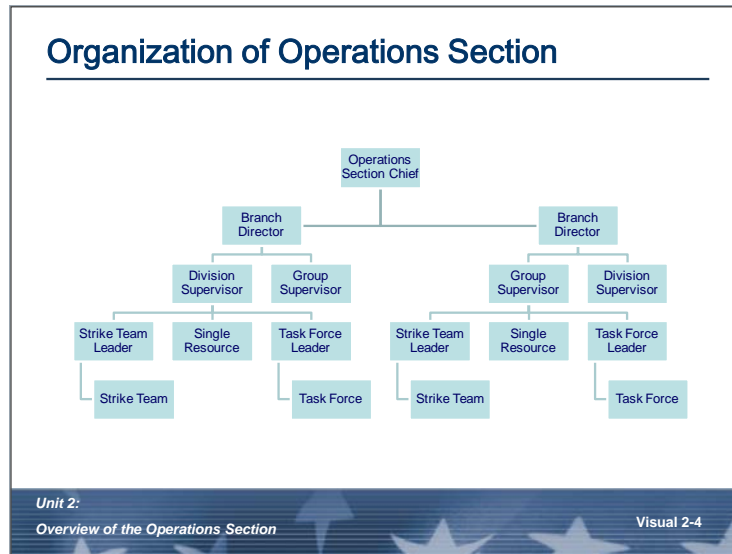 Organization of Operations Section
Operations
Section Chief
Branch
Director
Branch
Director
Division
Supervisor
Group
Supervisor
Group
Supervisor
Division
Supervisor
Strike Team
Leader
Single
Resource
Task Force
Leader
Strike Team
Leader
Single
Resource
Task Force
Leader
Strike Team
Task Force
Strike Team
Task Force
Unit 2:
Overview of the Operations Section
Visual 2-4